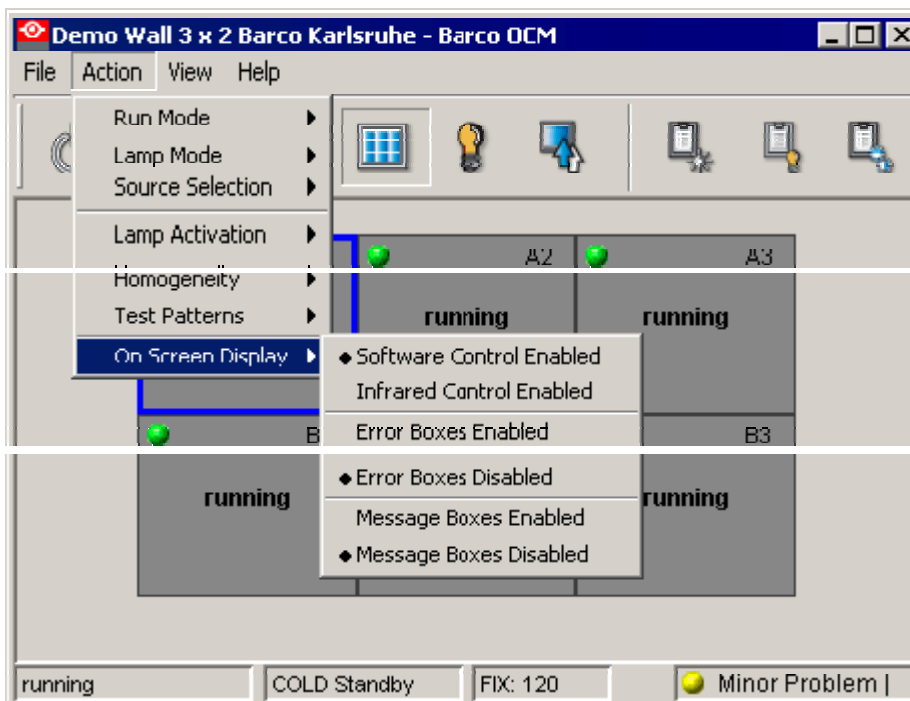 Demo Wall 3 x 2 Barco Karlsruhe - Barco OCM
File Action View Help
Run Mode
Lamp Mode
Source Selection
Lamp Activation
Homogeneity
Test Patterns
On Screen Display
Software Control Enabled
Infrared Control Enabled
Error Boxes Enabled
Error Boxes Disabled
Message Boxes Enabled
Message Boxes Disabled
A2 A3
running running
B B3
running running
running COLD Standby FIX: 120 Minor Problem |